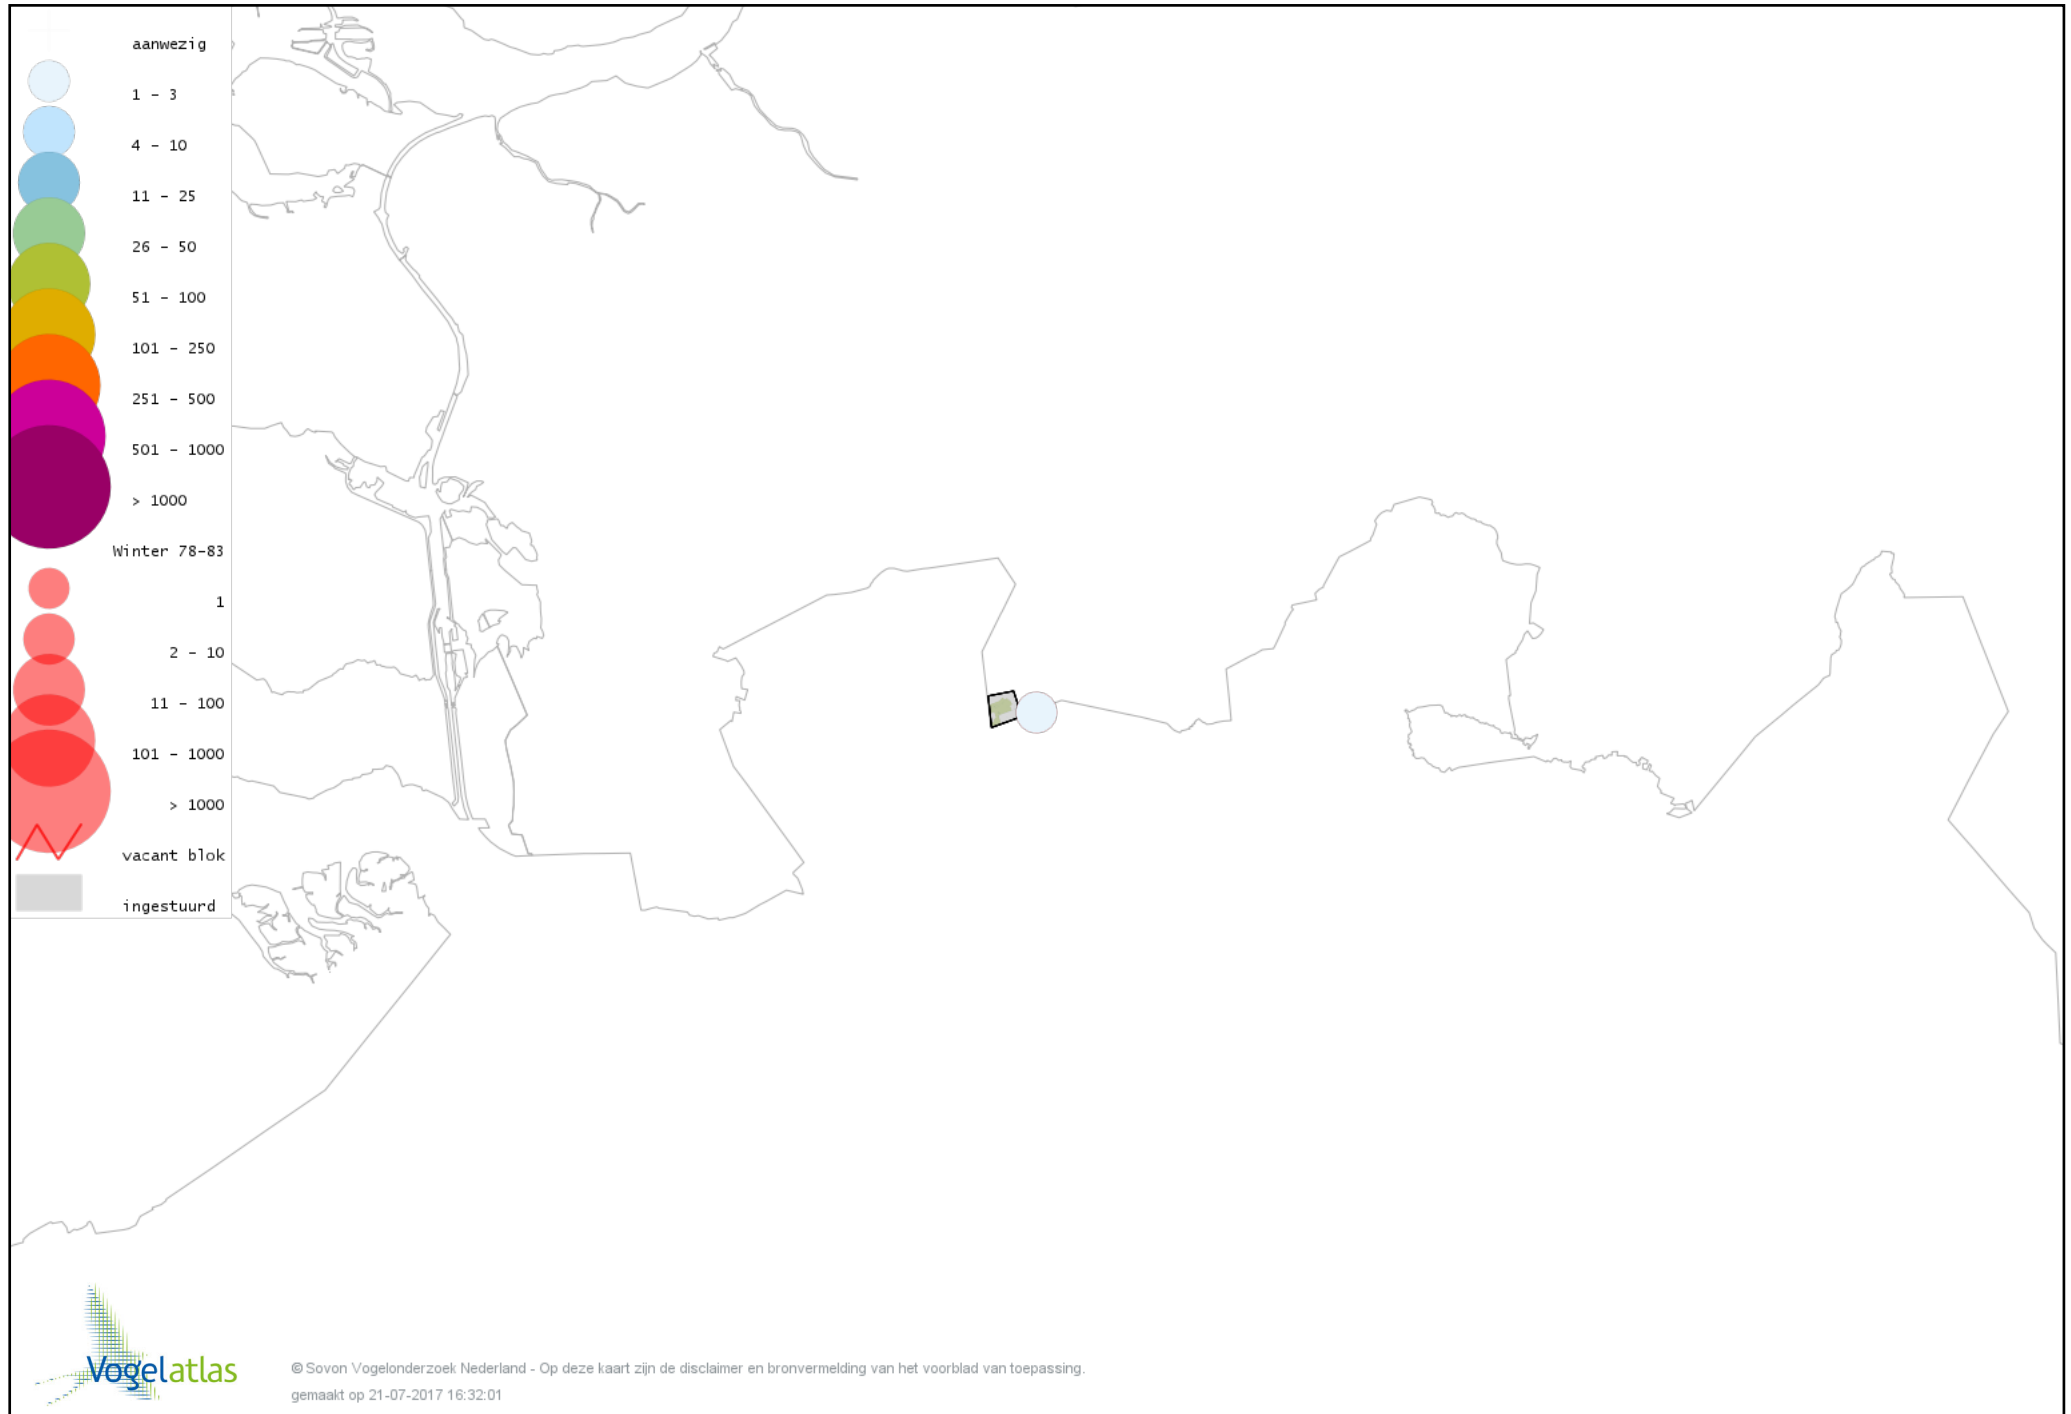 aanwezig
1 - 3
4 - 10
11 - 25
26 - 50
51 - 100
101 - 250
251 - 500
501 - 1000
> 1000
Winter 78-83
1
2 - 10
11 - 100
101 - 1000
> 1000
vacant blok
ingestuurd
Vogelatlas
© Sovon Vogelonderzoek Nederland - Op deze kaart zijn de disclaimer en bronvermelding van het voorblad van toepassing.
gemaakt op 21-07-2017 16:32:01